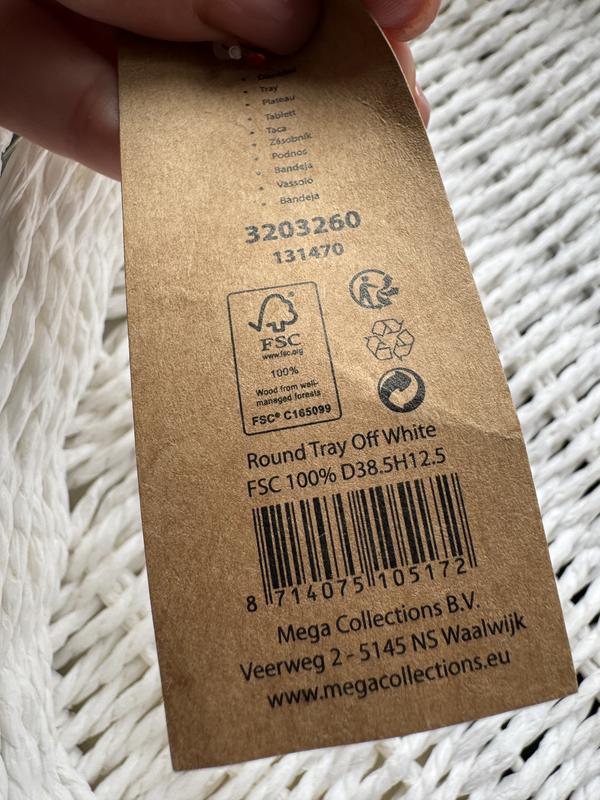 Tray
Plateau
Tablett
Taca
Zásobník
Podnos
Bandeja
Vassoio
Bandeja
3203260
131470
FSC®
www.fsc.org
100%
Wood from well-
managed forests
FSC® C165099
Round Tray Off White
FSC 100% D38.5H12.5
8 714075 105172
Mega Collections B.V.
Veerweg 2 - 5145 NS Waalwijk
www.megacollections.eu